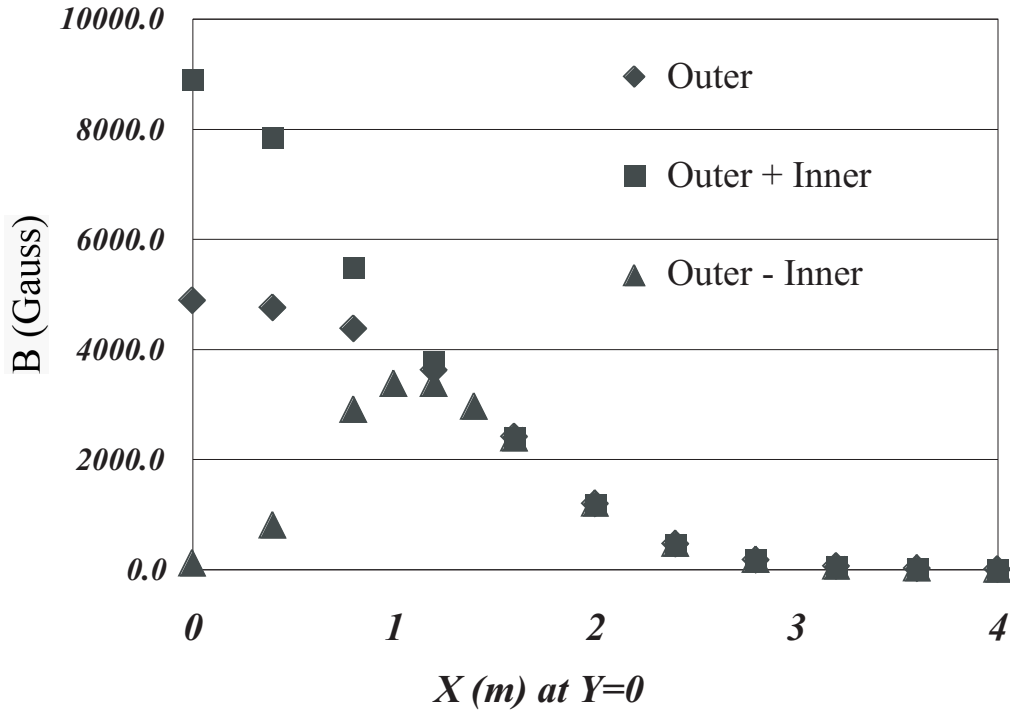 10000.0
8000.0
6000.0
4000.0
2000.0
0.0
B (Gauss)
Outer
Outer + Inner
Outer - Inner
0 1 2 3 4
X (m) at Y=0